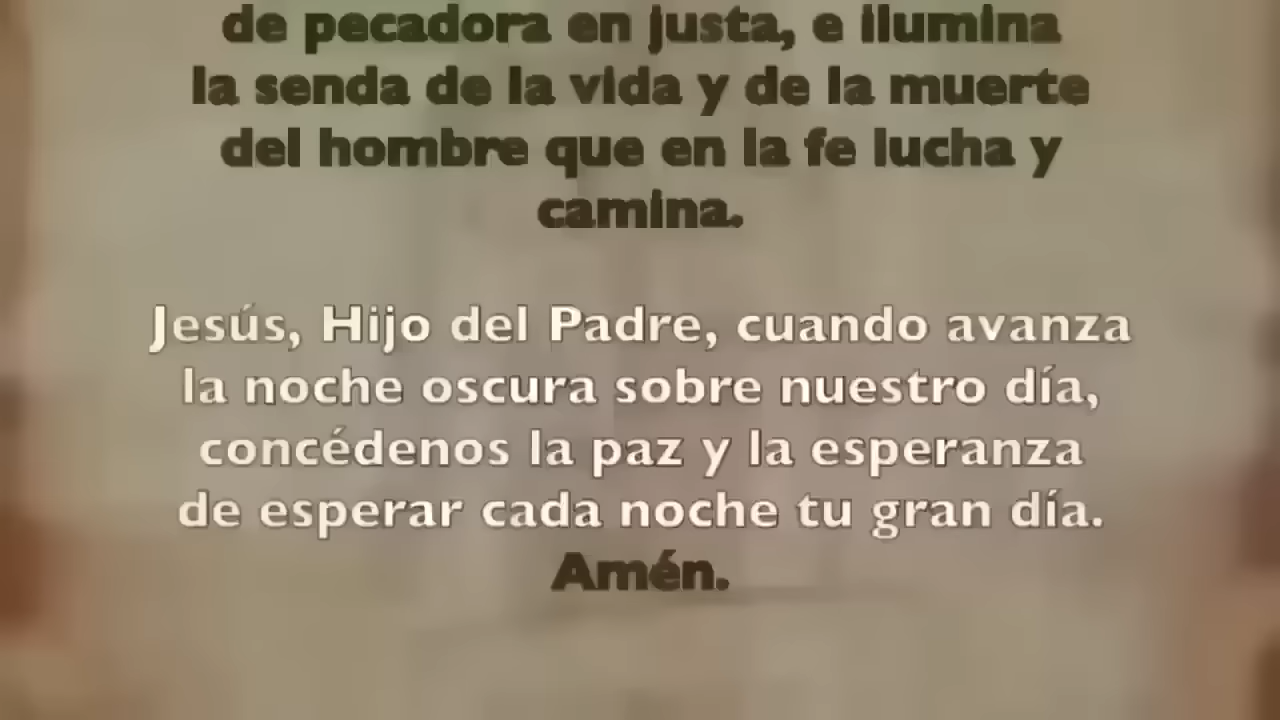 de pecadora en justa, e ilumina
la senda de la vida y de la muerte
del hombre que en la fe lucha y
camina.
Jesús, Hijo del Padre, cuando avanza
la noche oscura sobre nuestro día,
concédenos la paz y la esperanza
de esperar cada noche tu gran día.
Amén.